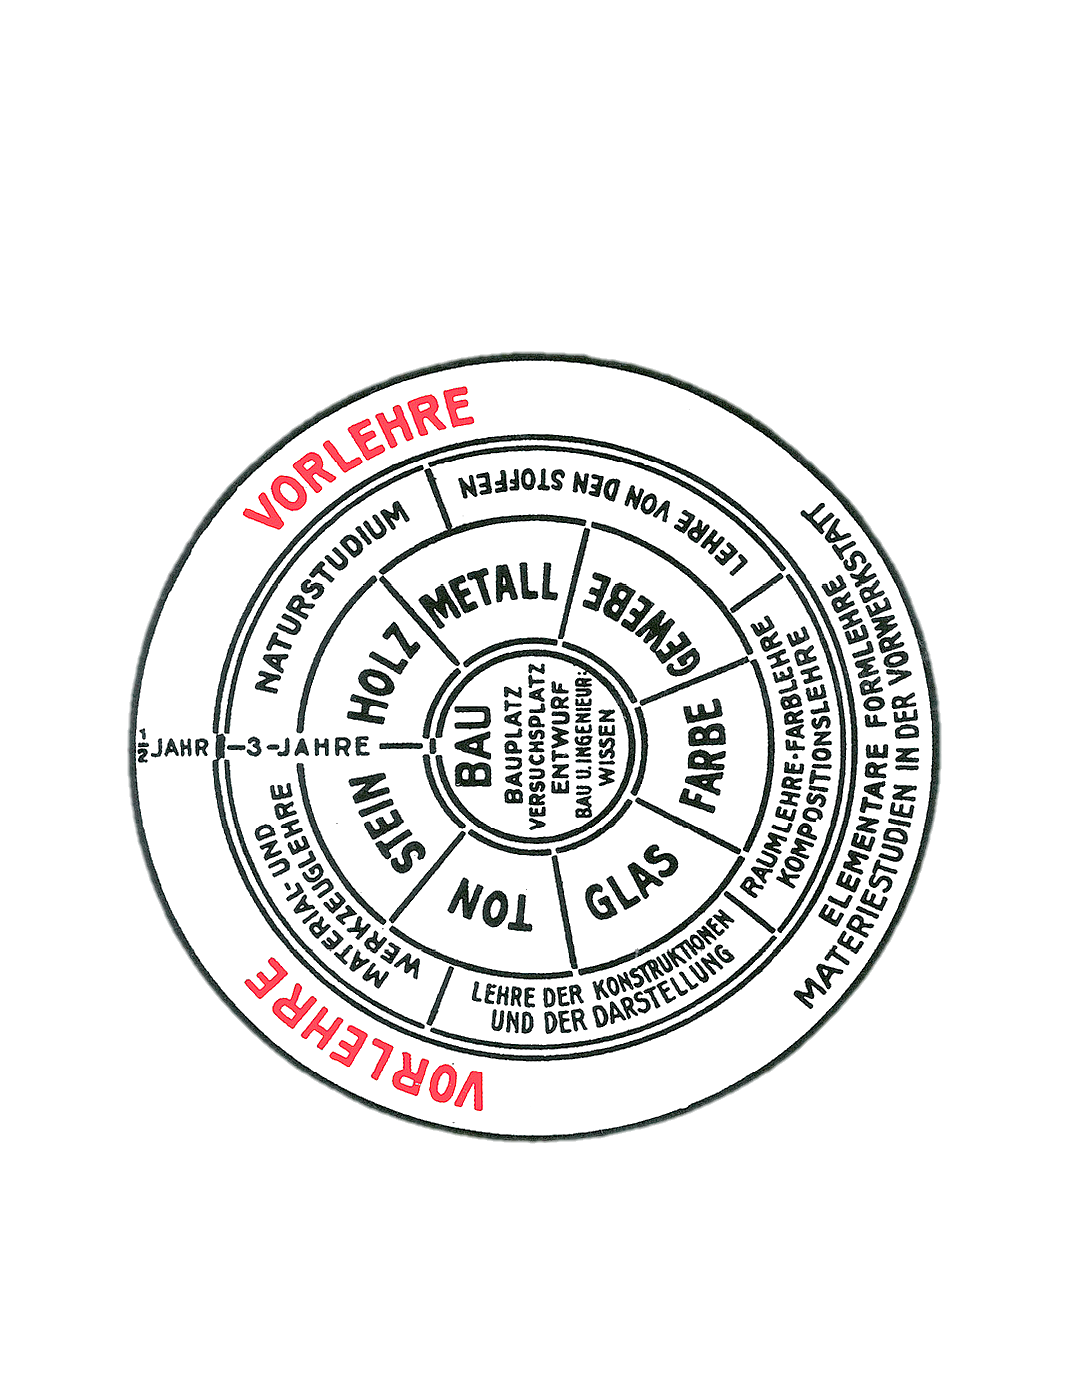 VORLEHRE
ELEMENTARE FORMLEHRE
MATERIESTUDIEN IN DER VORWERKSTATT
VORLEHRE
½ JAHR
3-JAHRE
NATURSTUDIUM
LEHRE VON DEN STOFFEN
RAUMLEHRE·FARBLEHRE
KOMPOSITIONSLEHRE
LEHRE DER KONSTRUKTIONEN
UND DER DARSTELLUNG
MATERIAL- UND
WERKZEUGLEHRE
HOLZ
METALL
GEWEBE
FARBE
GLAS
TON
STEIN
BAU
BAUPLATZ
VERSUCHSPLATZ
ENTWURF
BAU U.INGENIEUR:
WISSEN